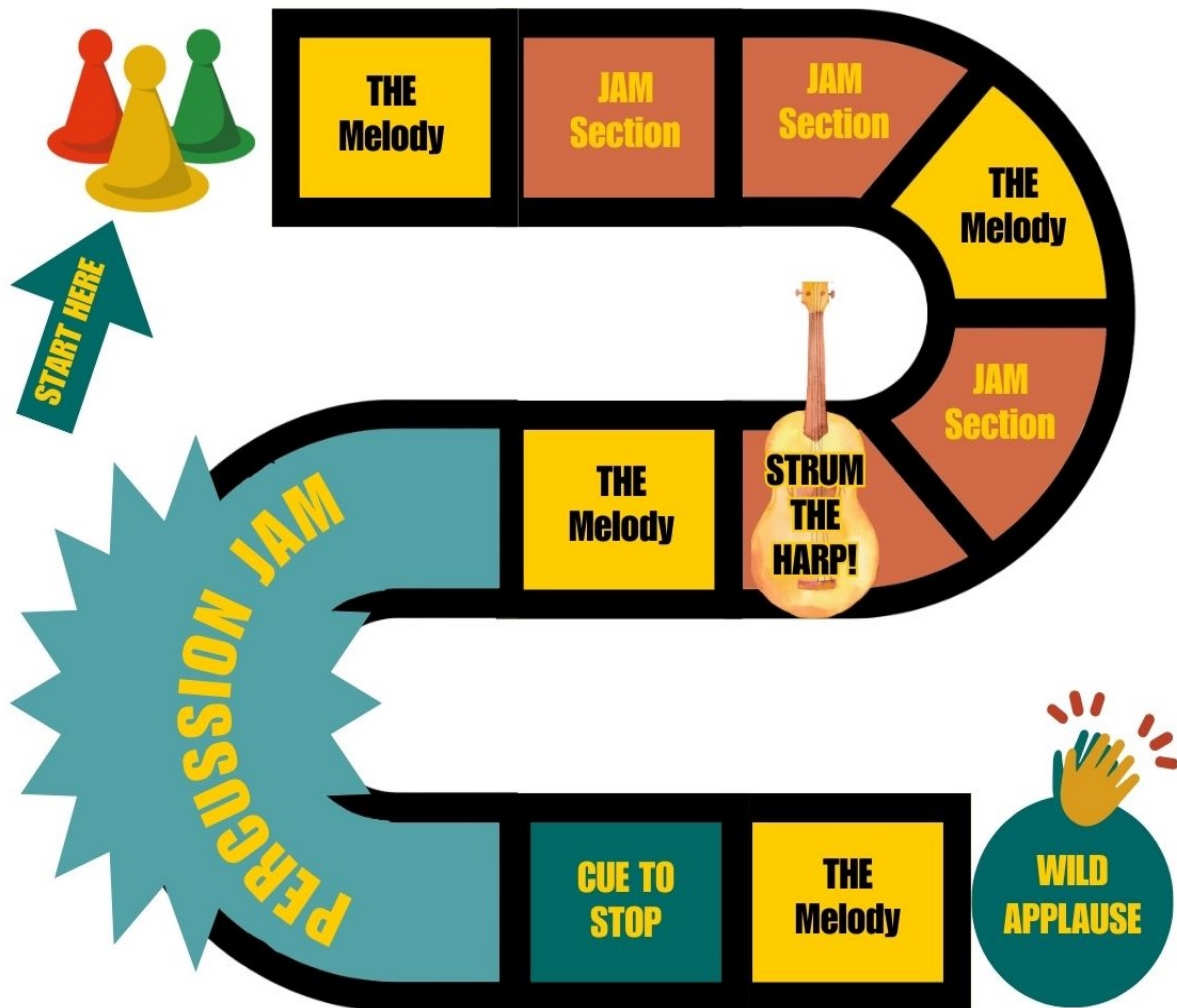 START HERE
THE
Melody
JAM
Section
JAM
Section
THE
Melody
JAM
Section
STRUM
THE
HARP!
THE
Melody
PERCUSSION JAM
CUE TO
STOP
THE
Melody
WILD
APPLAUSE